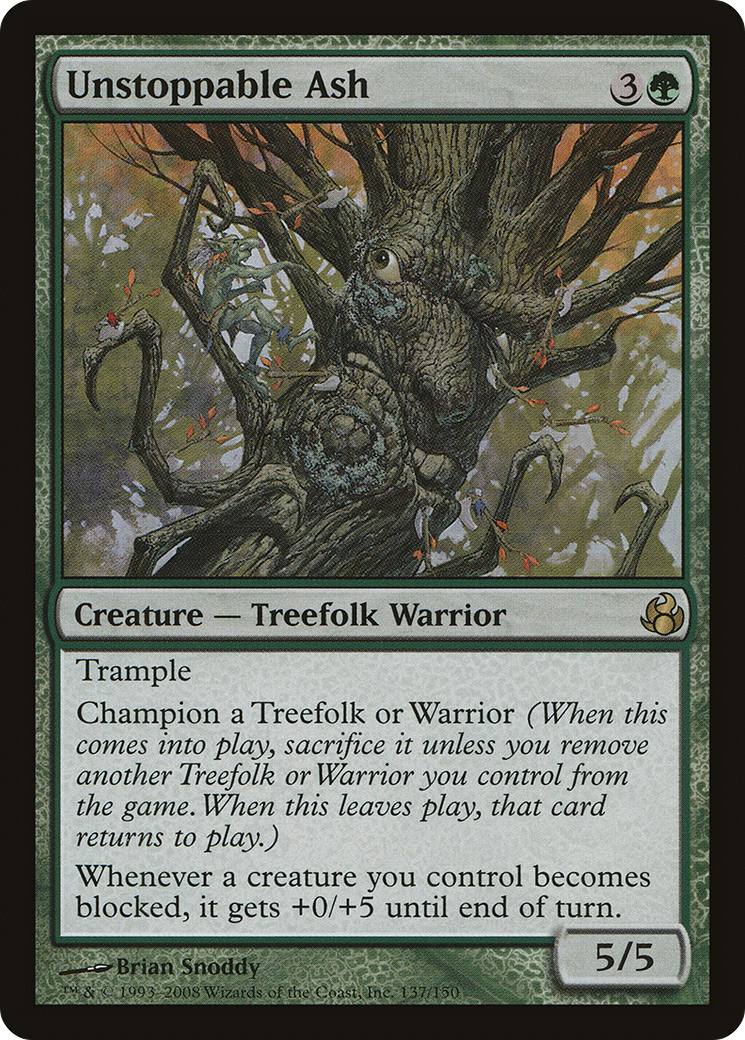 Unstoppable Ash 3
Creature — Treefolk Warrior
Trample
Champion a Treefolk or Warrior (When this
comes into play, sacrifice it unless you remove
another Treefolk or Warrior you control from
the game. When this leaves play, that card
returns to play.)
Whenever a creature you control becomes
blocked, it gets +0/+5 until end of turn.
5/5
Brian Snoddy
™ & © 1993–2008 Wizards of the Coast, Inc. 137/150